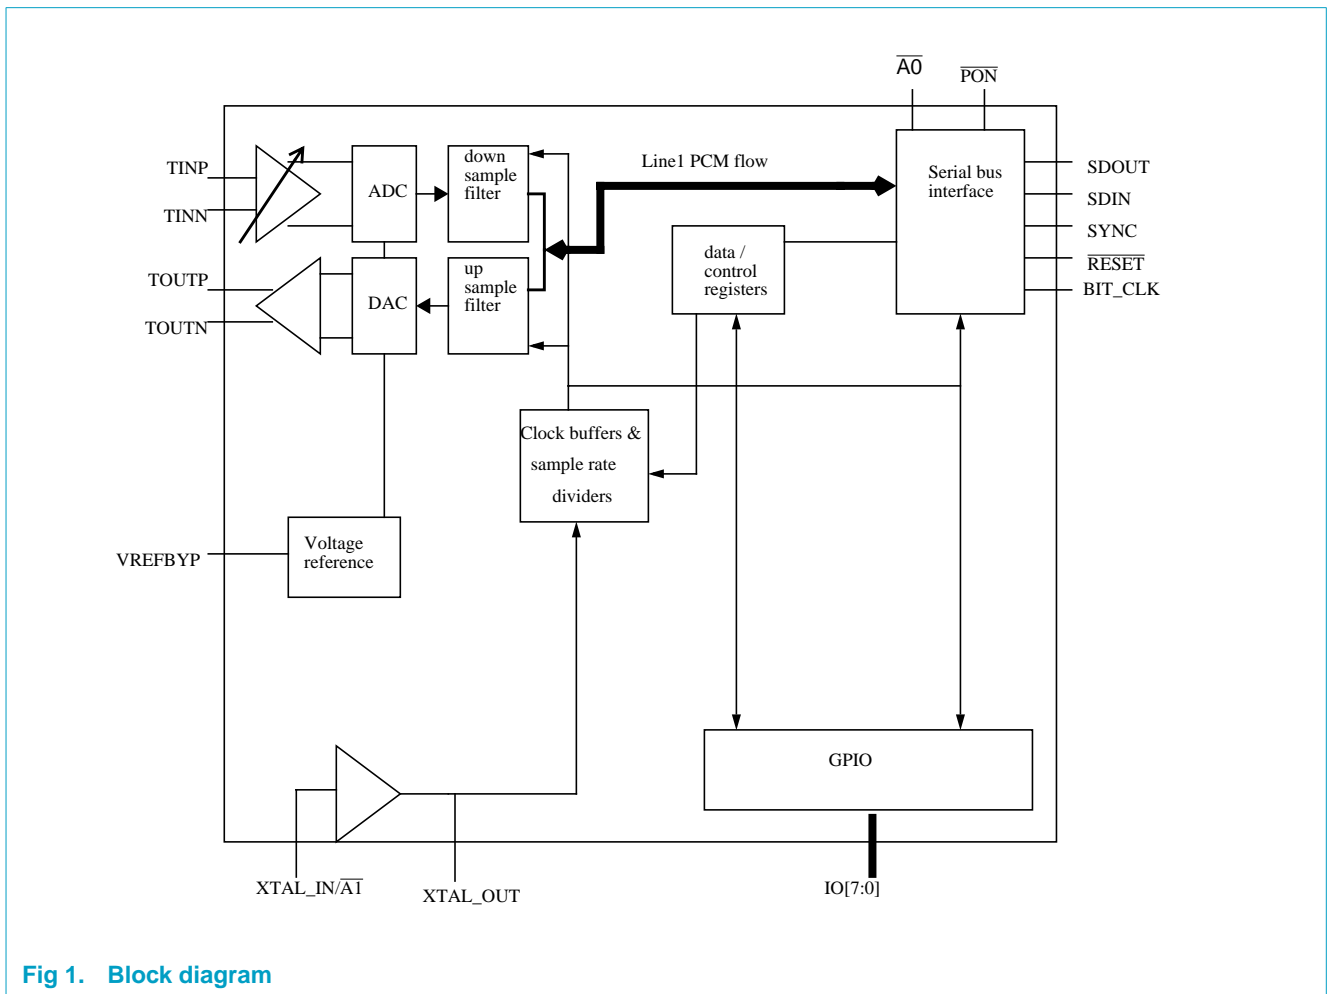 A0
PON
TINP
TINN
TOUTP
TOUTN
VREFBYP
ADC
down
sample
filter
DAC
up
sample
filter
Line1 PCM flow
data /
control
registers
Serial bus
interface
SDOUT
SDIN
SYNC
RESET
BIT_CLK
Clock buffers &
sample rate
dividers
Voltage
reference
GPIO
XTAL_IN/A1
XTAL_OUT
IO[7:0]
Fig 1. Block diagram